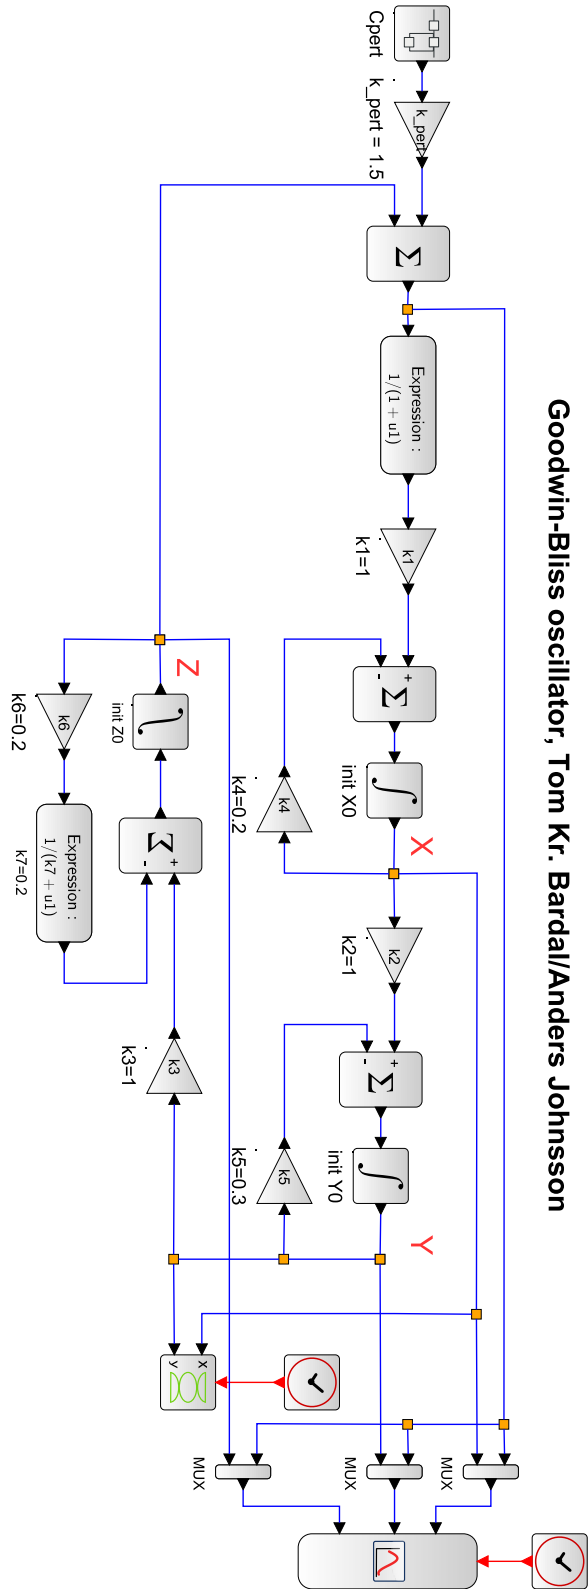 Goodwin-Bliss oscillator, Tom Kr. Bardal/Anders Johnsson
Cpert
k_pert
k_pert = 1.5
Σ
Expression :
1/(1 + u1)
k1
k1=1
+
-
Σ
∫
init X0
X
k4
k4=0.2
k2
k2=1
+
-
Σ
∫
init Y0
Y
k5
k5=0.3
Z
∫
init Z0
Σ
+
-
k3
k3=1
k6
k6=0.2
Expression :
1/(k7 + u1)
k7=0.2
x
y
MUX
MUX
MUX